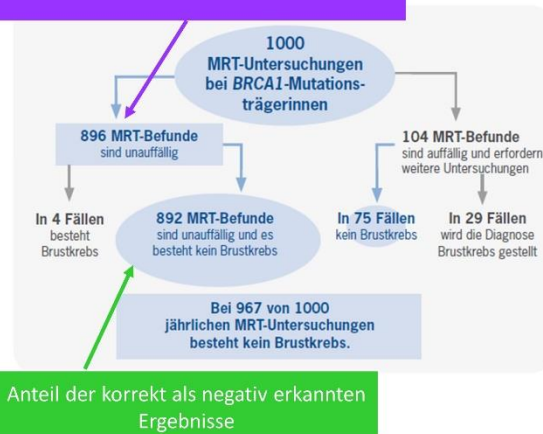 1000
MRT-Untersuchungen
bei BRCA1-Mutations-
trägerinnen
896 MRT-Befunde
sind unauffällig
104 MRT-Befunde
sind auffällig und erfordern
weitere Untersuchungen
In 4 Fällen
besteht
Brustkrebs
892 MRT-Befunde
sind unauffällig und es
besteht kein Brustkrebs
In 75 Fällen
kein Brustkrebs
In 29 Fällen
wird die Diagnose
Brustkrebs gestellt
Bei 967 von 1000
jährlichen MRT-Untersuchungen
besteht kein Brustkrebs.
Anteil der korrekt als negativ erkannten
Ergebnisse